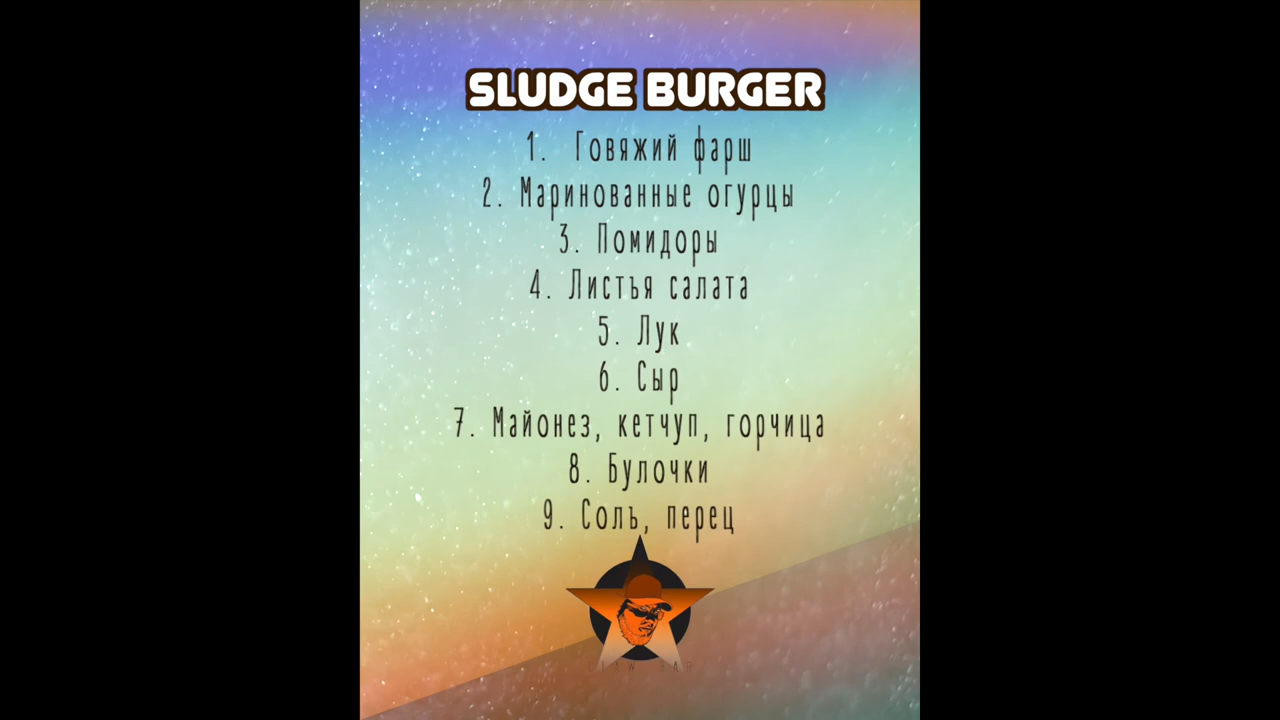 SLUDGE BURGER
1. Говяжий фарш
2. Маринованные огурцы
3. Помидоры
4. Листья салата
5. Лук
6. Сыр
7. Майонез, кетчуп, горчица
8. Булочки
9. Соль, перец